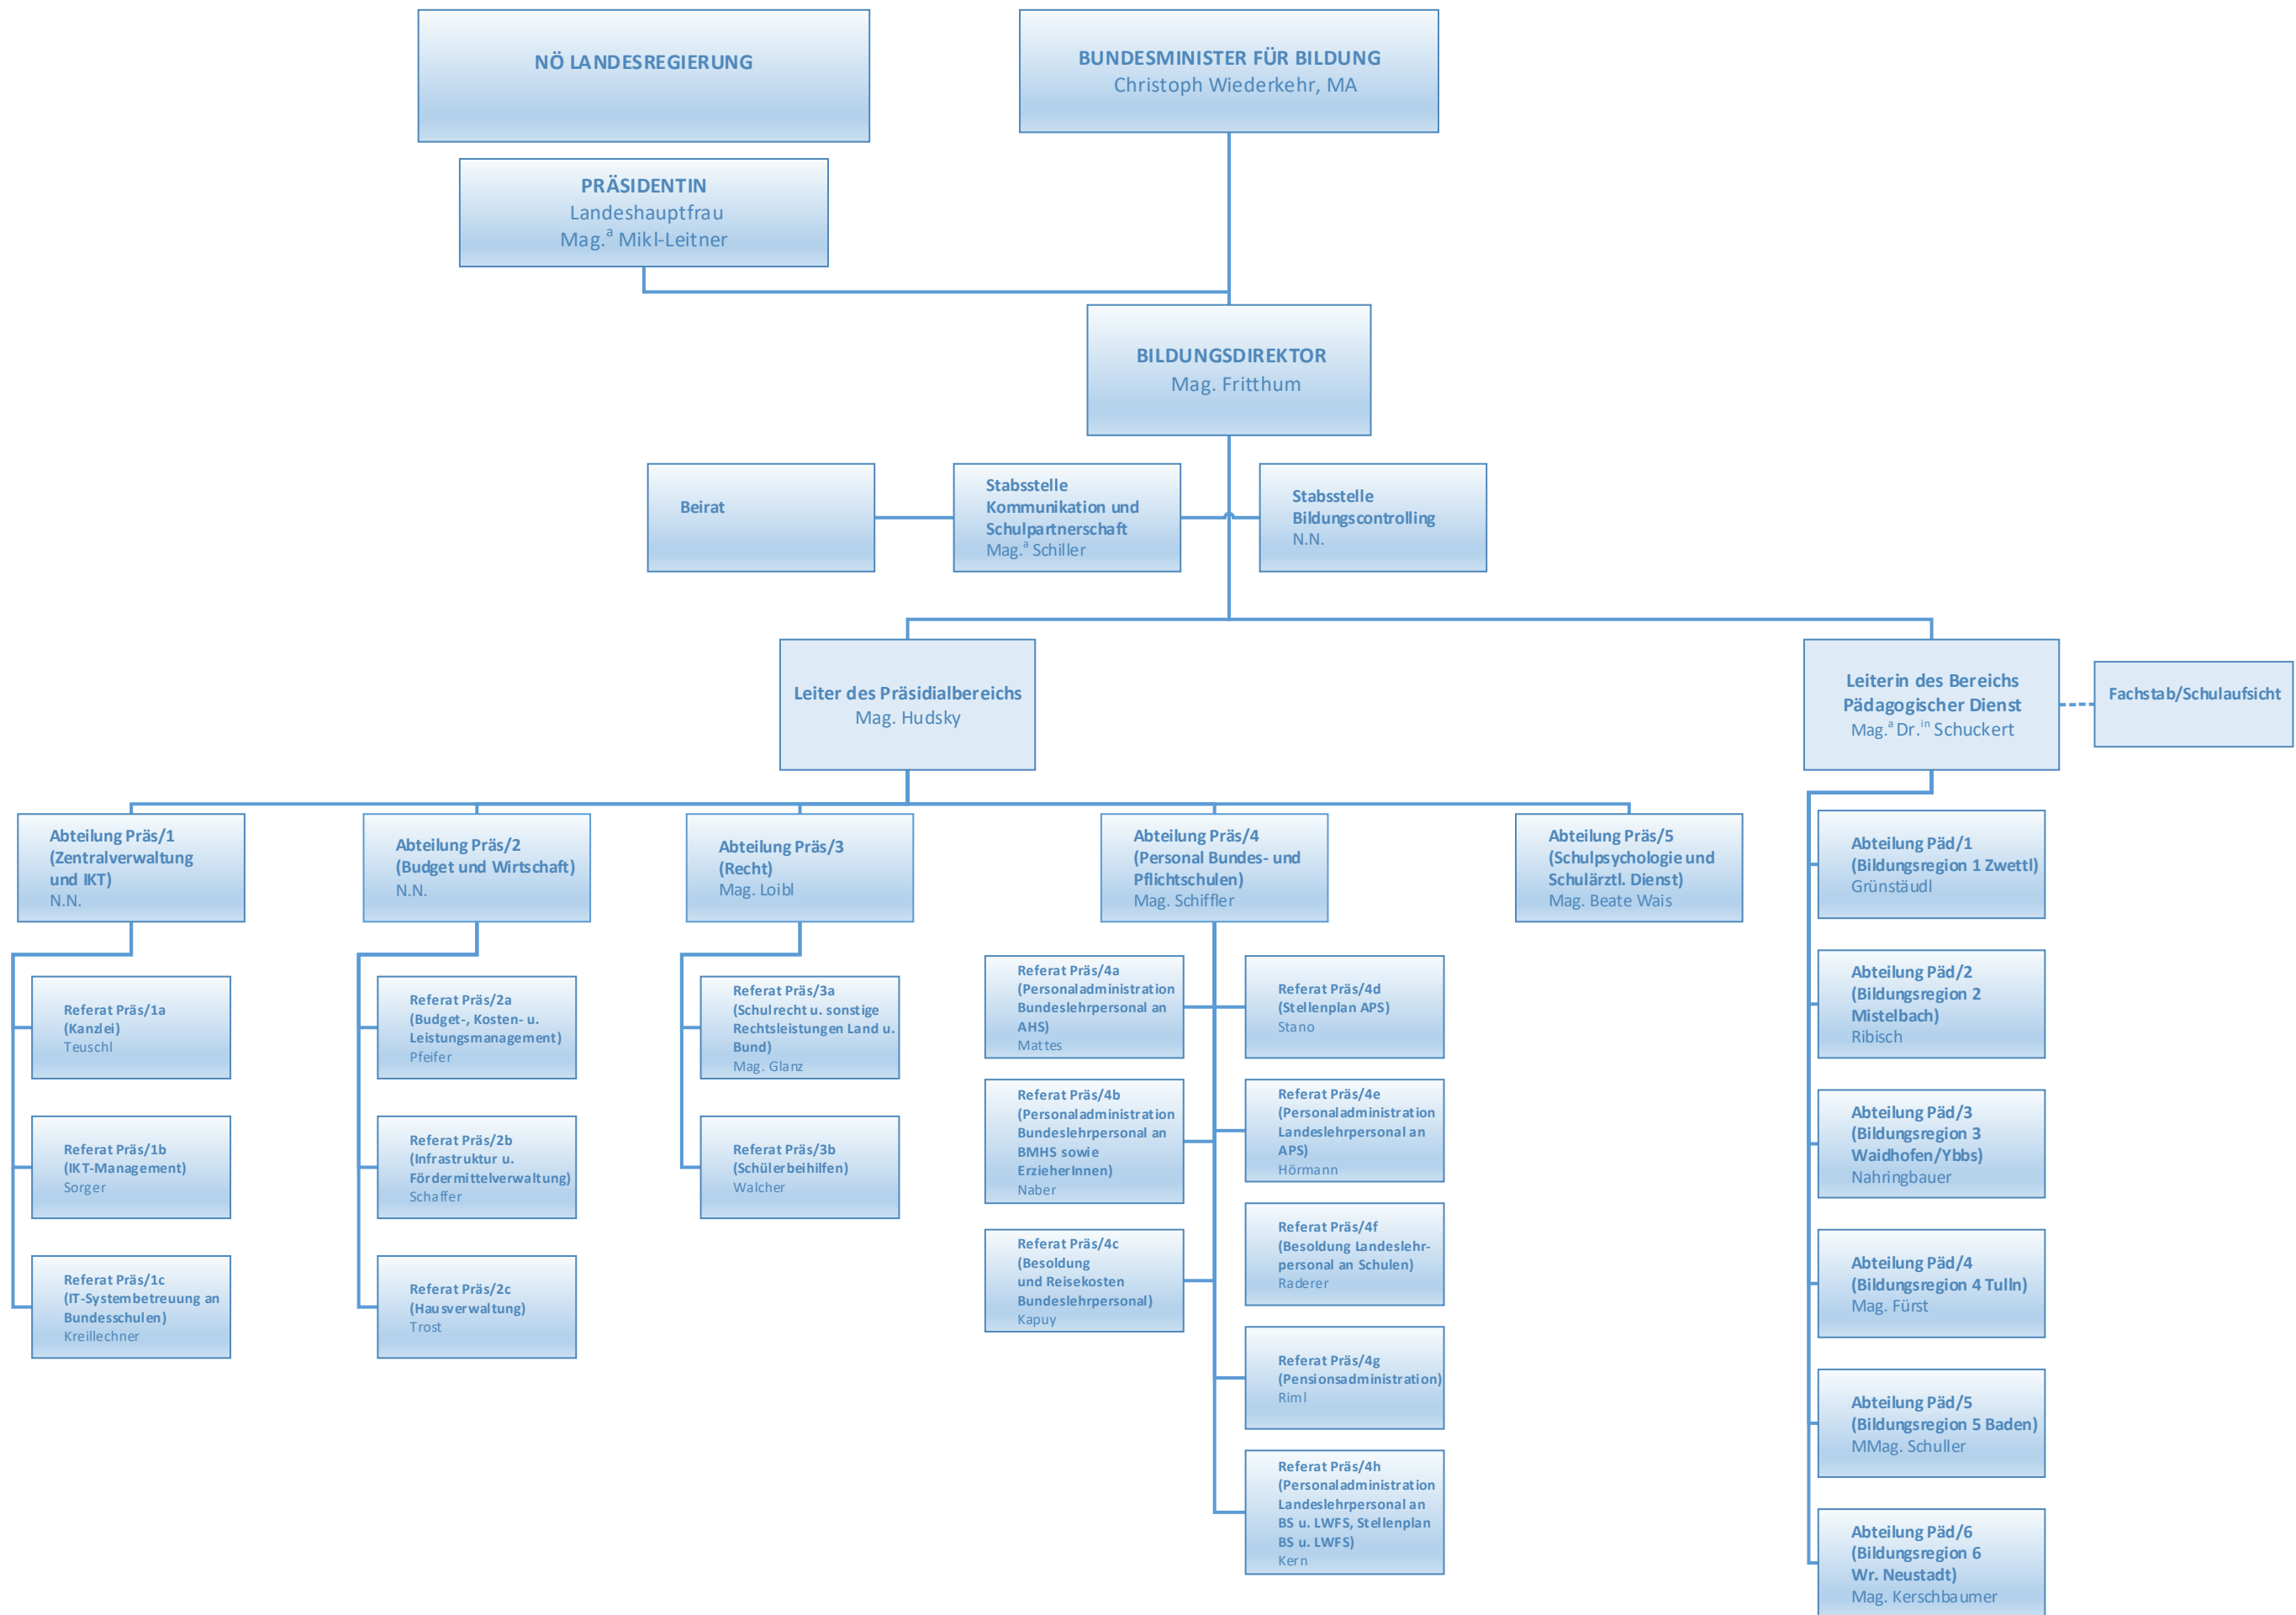 NÖ LANDESREGIERUNG
BUNDESMINISTER FÜR BILDUNG
Christoph Wiederkehr, MA
PRÄSIDENTIN
Landeshauptfrau
Mag.ª Mikl-Leitner
BILDUNGSDIREKTOR
Mag. Fritthum
Beirat
Stabsstelle
Kommunikation und
Schulpartnerschaft
Mag.ª Schiller
Stabsstelle
Bildungscontrolling
N.N.
Leiter des Präsidialbereichs
Mag. Hudsky
Leiterin des Bereichs
Pädagogischer Dienst
Mag.ª Dr.ⁱⁿ Schuckert
Fachstab/Schulaufsicht
Abteilung Präs/1
(Zentralverwaltung
und IKT)
N.N.
Abteilung Präs/2
(Budget und Wirtschaft)
N.N.
Abteilung Präs/3
(Recht)
Mag. Loibl
Abteilung Präs/4
(Personal Bundes- und
Pflichtschulen)
Mag. Schiffler
Abteilung Präs/5
(Schulpsychologie und
Schulärztl. Dienst)
Mag. Beate Wais
Referat Präs/1a
(Kanzlei)
Teuschl
Referat Präs/1b
(IKT-Management)
Sorger
Referat Präs/1c
(IT-Systembetreuung an
Bundesschulen)
Kreillechner
Referat Präs/2a
(Budget-, Kosten- u.
Leistungsmanagement)
Pfeifer
Referat Präs/2b
(Infrastruktur u.
Fördermittelverwaltung)
Schaffer
Referat Präs/2c
(Hausverwaltung)
Trost
Referat Präs/3a
(Schulrecht u. sonstige
Rechtsleistungen Land u.
Bund)
Mag. Glanz
Referat Präs/3b
(Schülerbeihilfen)
Walcher
Referat Präs/4a
(Personaladministration
Bundeslehrpersonal an
AHS)
Mattes
Referat Präs/4b
(Personaladministration
Bundeslehrpersonal an
BMHS sowie
ErzieherInnen)
Naber
Referat Präs/4c
(Besoldung
und Reisekosten
Bundeslehrpersonal)
Kapuy
Referat Präs/4d
(Stellenplan APS)
Stano
Referat Präs/4e
(Personaladministration
Landeslehrpersonal an
APS)
Hörmann
Referat Präs/4f
(Besoldung Landeslehr-
personal an Schulen)
Raderer
Referat Präs/4g
(Pensionsadministration)
Riml
Referat Präs/4h
(Personaladministration
Landeslehrpersonal an
BS u. LWFS, Stellenplan
BS u. LWFS)
Kern
Abteilung Päd/1
(Bildungsregion 1 Zwettl)
Grünstäudl
Abteilung Päd/2
(Bildungsregion 2
Mistelbach)
Ribisch
Abteilung Päd/3
(Bildungsregion 3
Waidhofen/Ybbs)
Nahringbauer
Abteilung Päd/4
(Bildungsregion 4 Tulln)
Mag. Fürst
Abteilung Päd/5
(Bildungsregion 5 Baden)
MMag. Schuller
Abteilung Päd/6
(Bildungsregion 6
Wr. Neustadt)
Mag. Kerschbaumer